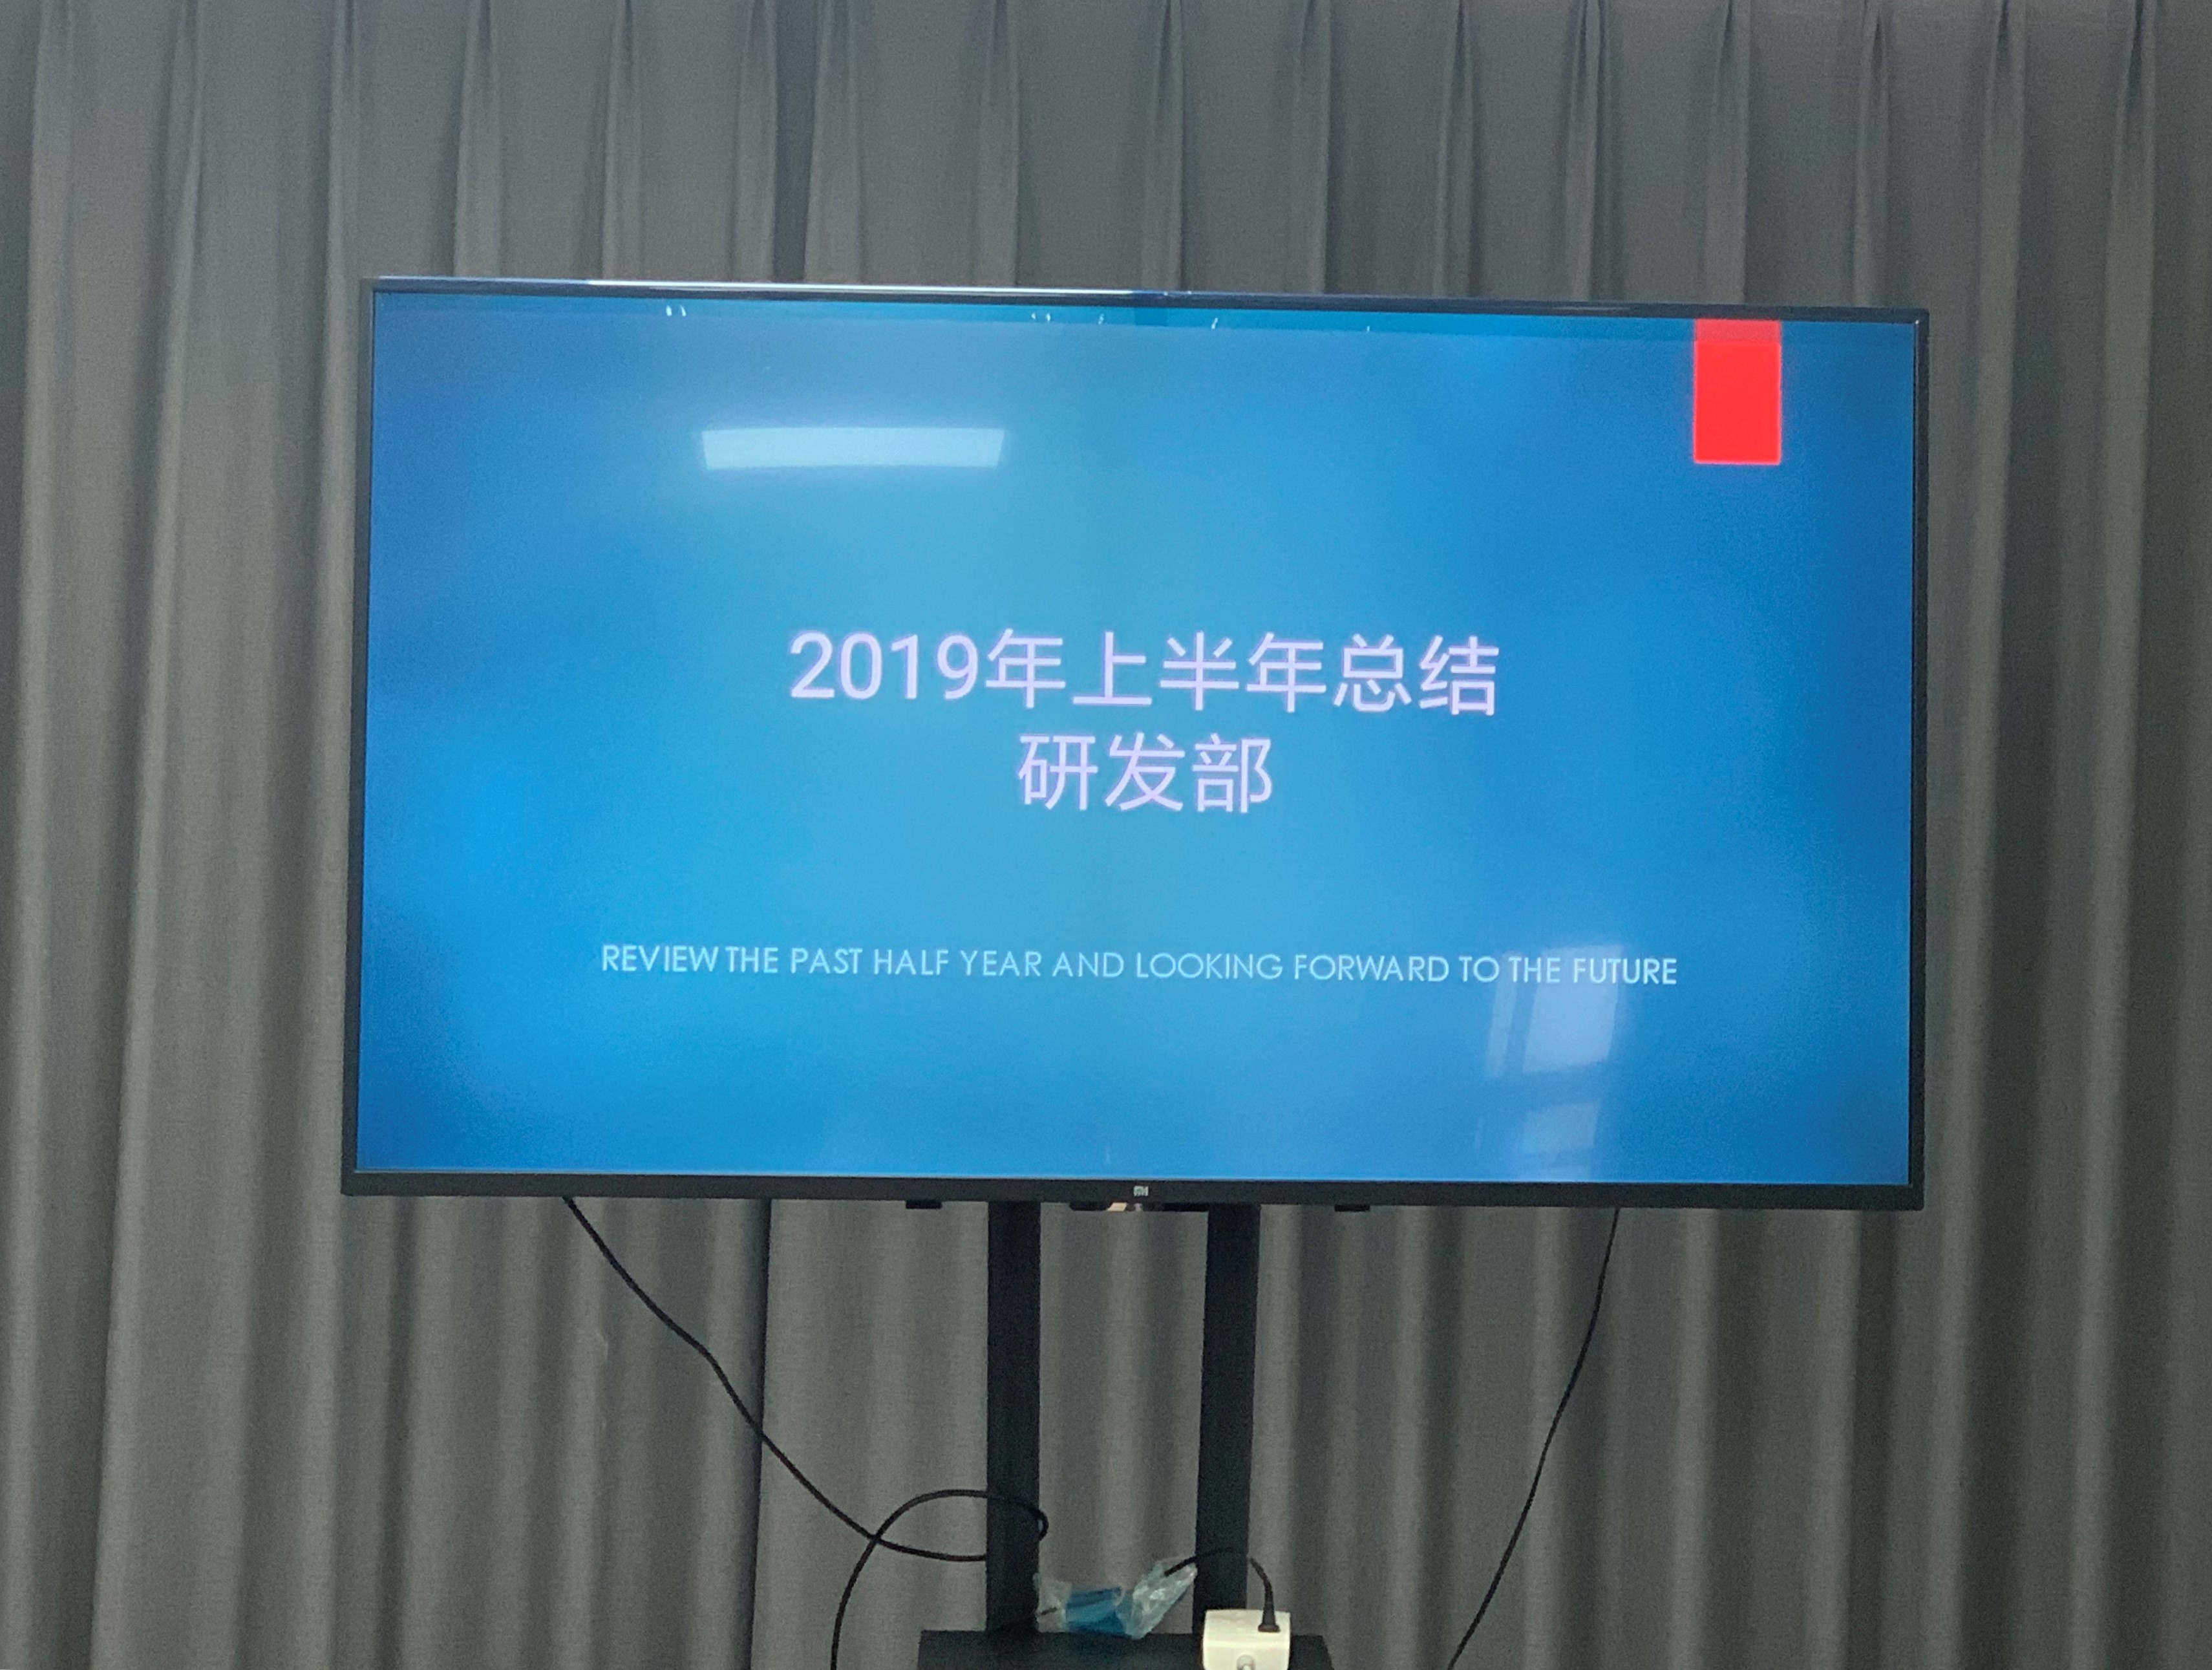 2019年上半年总结
研发部
REVIEW THE PAST HALF YEAR AND LOOKING FORWARD TO THE FUTURE
mi